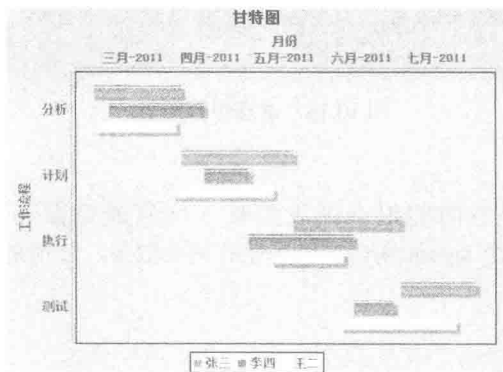 甘特图
月份
三月-2011 四月-2011 五月-2011 六月-2011 七月-2011
工作流程
分析
计划
执行
测试
张三 李四 王二